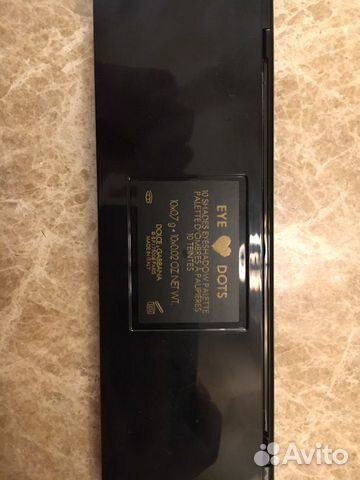 EYE ♥ DOTS
10 SHADES EYESHADOW PALETTE
PALETTE D'OMBRES À PAUPIÈRES
10 TEINTES
10x0,7 g • 10x0.02 OZ NET WT.
DOLCE & GABBANA
Avito